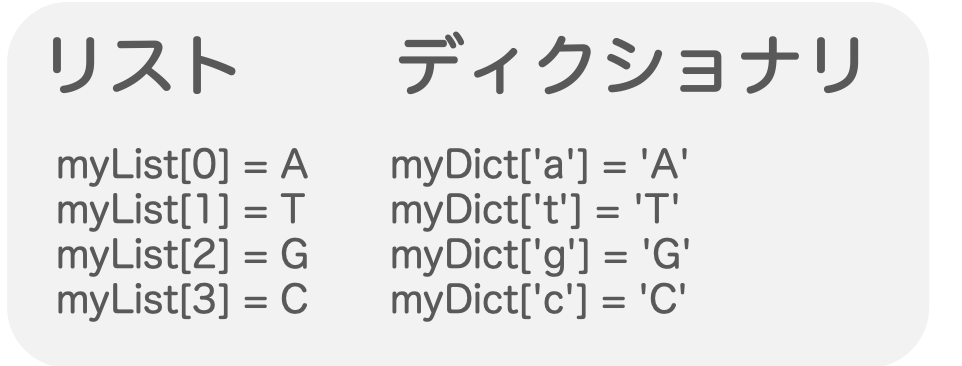 リスト
myList[0] = A
myList[1] = T
myList[2] = G
myList[3] = C
ディクショナリ
myDict['a'] = 'A'
myDict['t'] = 'T'
myDict['g'] = 'G'
myDict['c'] = 'C'